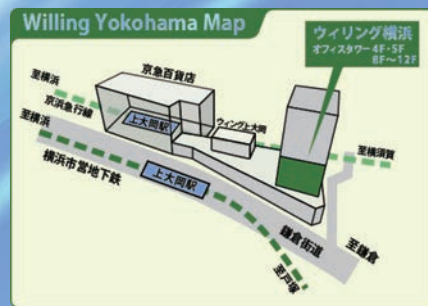 Willing Yokohama Map
ウィリング横浜
オフィスタワー4F・5F
8F〜12F
京急百貨店
至横浜
京浜急行線
上大岡駅
ウィング上大岡
至横須賀
至横浜
横浜市営地下鉄
上大岡駅
鎌倉街道
至鎌倉
至戸塚